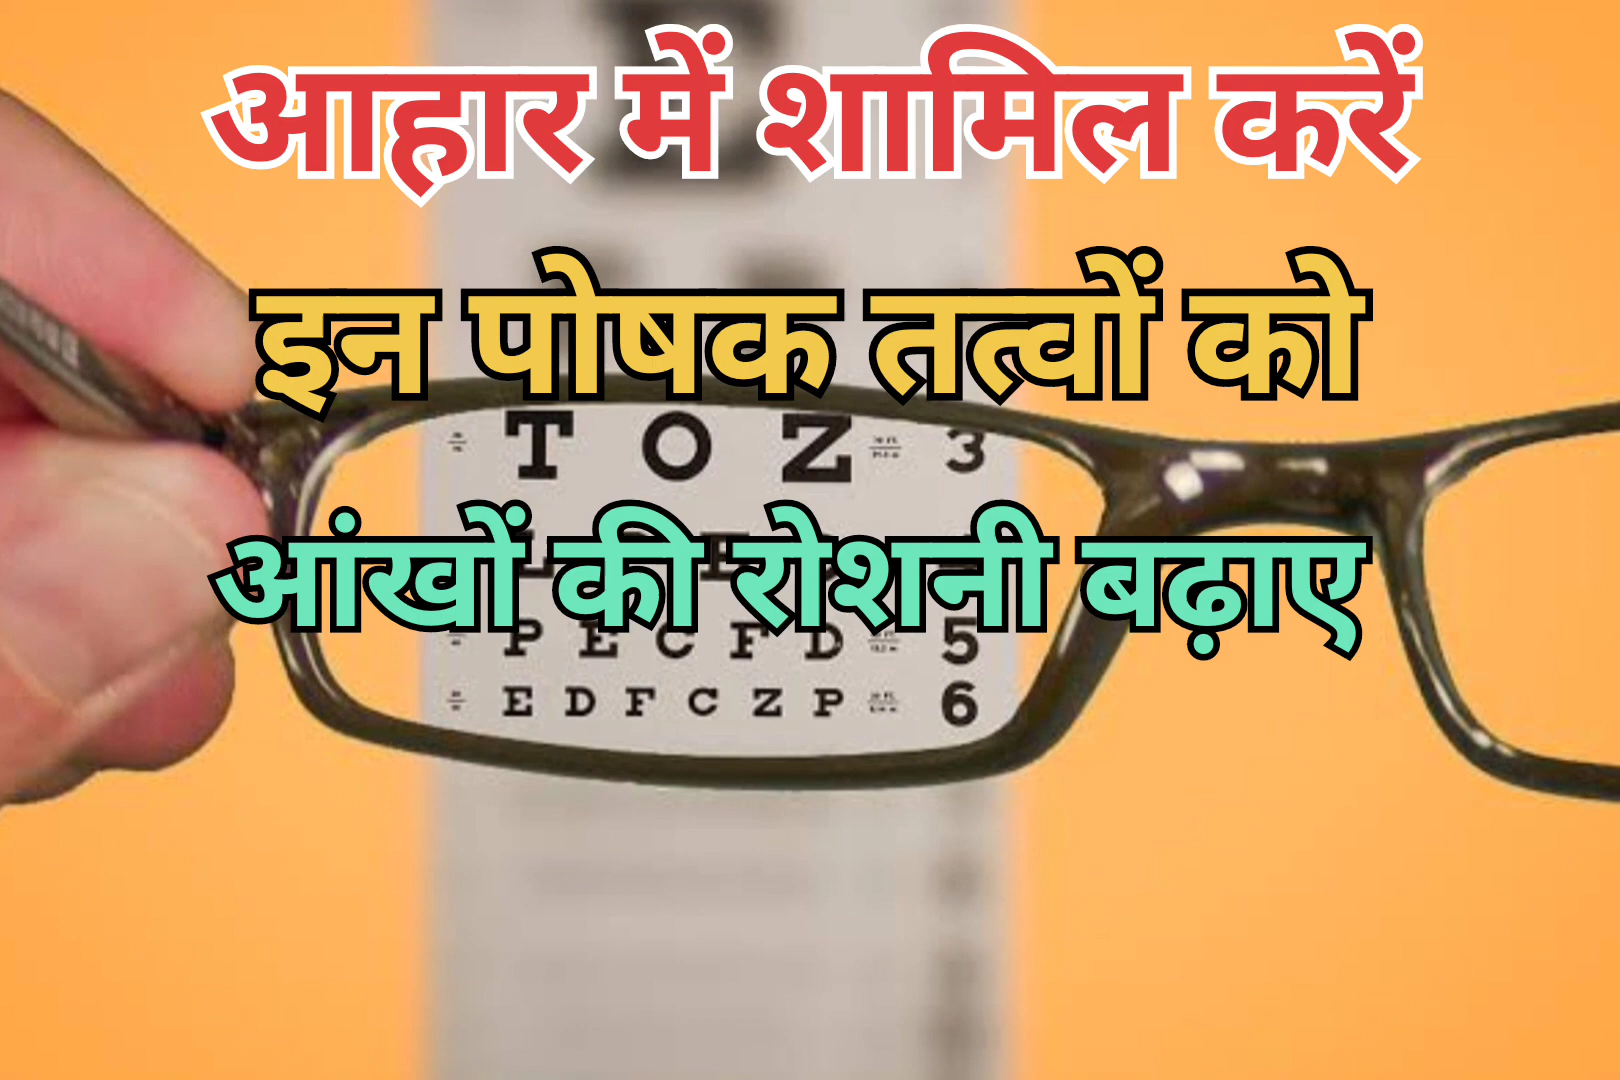 आहार में शामिल करें
इन पोषक तत्वों को
T O Z 3
आंखों की रोशनी बढ़ाए
P E C F D 5
E D F C Z P 6